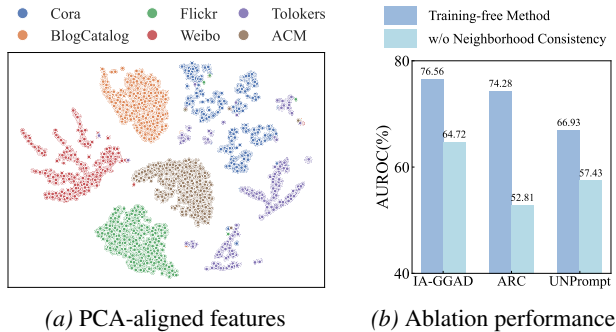 Cora Flickr Tolokers
BlogCatalog Weibo ACM
(a) PCA-aligned features
Training-free Method
w/o Neighborhood Consistency
AUROC(%)
80
60
40
76.56
64.72
74.28
52.81
66.93
57.43
IA-GGAD ARC UNPrompt
(b) Ablation performance